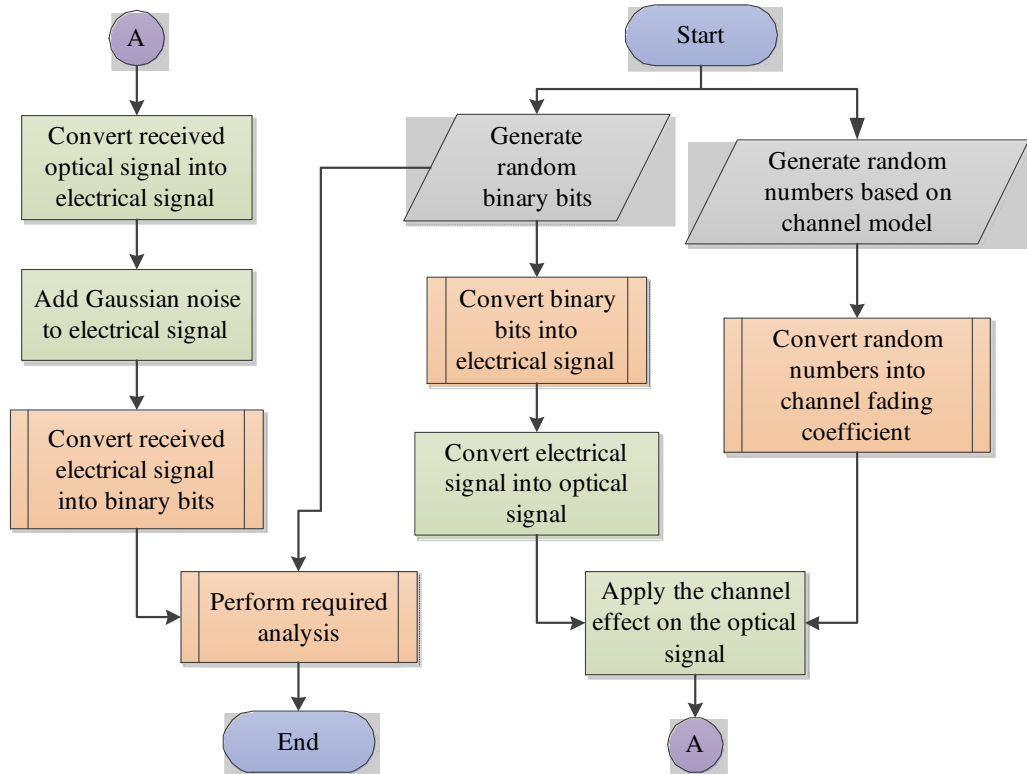 A
Convert received
optical signal into
electrical signal
Add Gaussian noise
to electrical signal
Convert received
electrical signal
into binary bits
Perform required
analysis
End
Start
Generate
random
binary bits
Convert binary
bits into
electrical signal
Convert electrical
signal into optical
signal
Generate random
numbers based on
channel model
Convert random
numbers into
channel fading
coefficient
Apply the channel
effect on the optical
signal
A